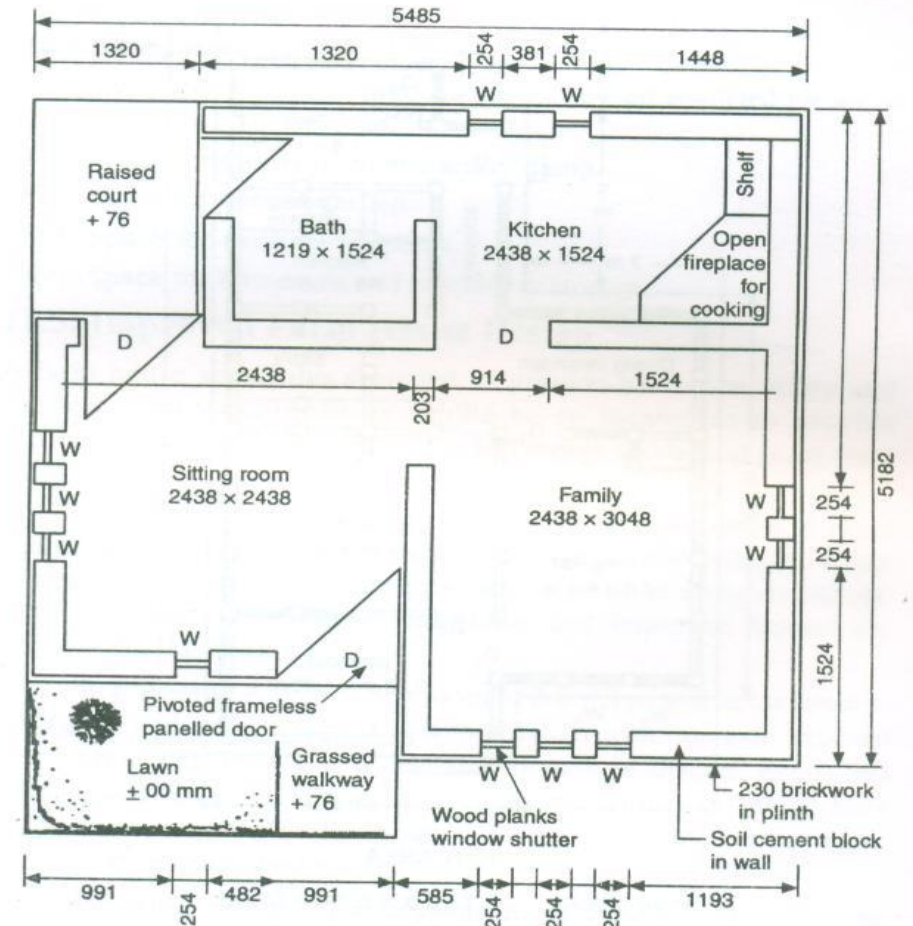 5485
1320
1320
254
381
254
1448
W
W
Raised
court
+ 76
Shelf
Bath
1219 × 1524
Kitchen
2438 × 1524
Open
fireplace
for
cooking
D
D
2438
203
914
1524
5182
W
W
W
Sitting room
2438 × 2438
Family
2438 × 3048
W
W
254
254
1524
W
D
Pivoted frameless
panelled door
Lawn
± 00 mm
Grassed
walkway
+ 76
W
W
W
Wood planks
window shutter
230 brickwork
in plinth
Soil cement block
in wall
991
254
482
991
585
254
254
254
1193